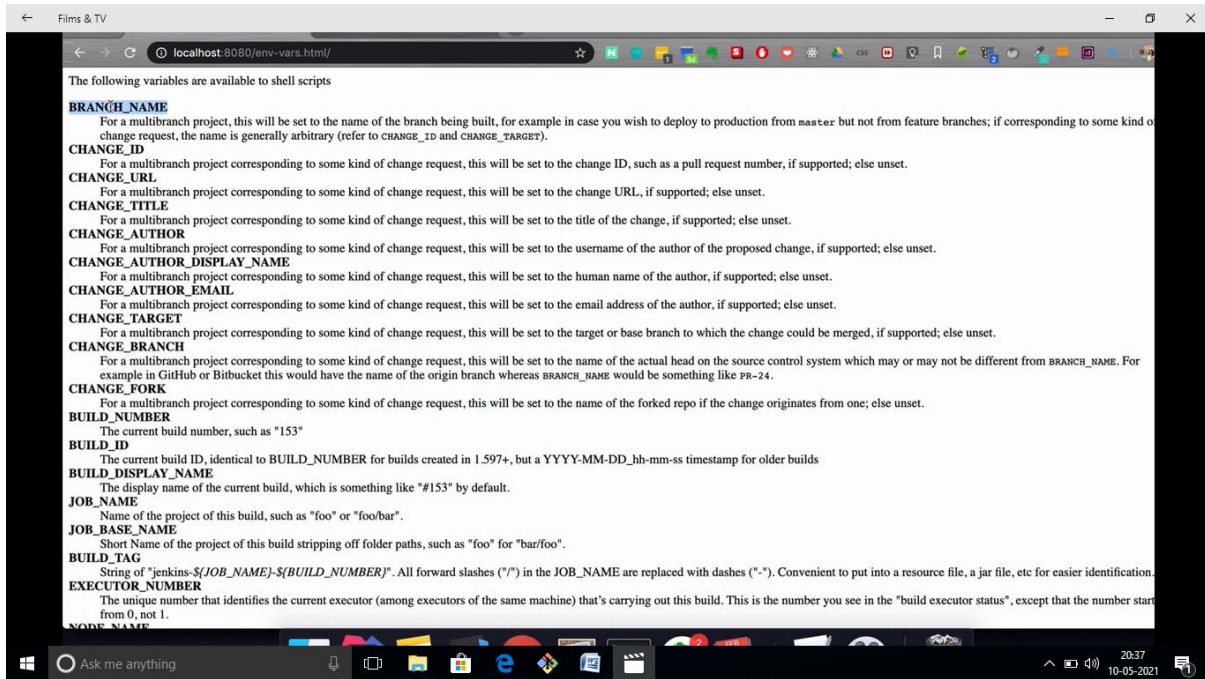 Films & TV
localhost:8080/env-vars.html/
The following variables are available to shell scripts
BRANCH_NAME
For a multibranch project, this will be set to the name of the branch being built, for example in case you wish to deploy to production from master but not from feature branches; if corresponding to some kind o
change request, the name is generally arbitrary (refer to CHANGE_ID and CHANGE_TARGET).
CHANGE_ID
For a multibranch project corresponding to some kind of change request, this will be set to the change ID, such as a pull request number, if supported; else unset.
CHANGE_URL
For a multibranch project corresponding to some kind of change request, this will be set to the change URL, if supported; else unset.
CHANGE_TITLE
For a multibranch project corresponding to some kind of change request, this will be set to the title of the change, if supported; else unset.
CHANGE_AUTHOR
For a multibranch project corresponding to some kind of change request, this will be set to the username of the author of the proposed change, if supported; else unset.
CHANGE_AUTHOR_DISPLAY_NAME
For a multibranch project corresponding to some kind of change request, this will be set to the human name of the author, if supported; else unset.
CHANGE_AUTHOR_EMAIL
For a multibranch project corresponding to some kind of change request, this will be set to the email address of the author, if supported; else unset.
CHANGE_TARGET
For a multibranch project corresponding to some kind of change request, this will be set to the target or base branch to which the change could be merged, if supported; else unset.
CHANGE_BRANCH
For a multibranch project corresponding to some kind of change request, this will be set to the name of the actual head on the source control system which may or may not be different from BRANCH_NAME. For
example in GitHub or Bitbucket this would have the name of the origin branch whereas BRANCH_NAME would be something like PR-24.
CHANGE_FORK
For a multibranch project corresponding to some kind of change request, this will be set to the name of the forked repo if the change originates from one; else unset.
BUILD_NUMBER
The current build number, such as "153"
BUILD_ID
The current build ID, identical to BUILD_NUMBER for builds created in 1.597+, but a YYYY-MM-DD_hh-mm-ss timestamp for older builds
BUILD_DISPLAY_NAME
The display name of the current build, which is something like "#153" by default.
JOB_NAME
Name of the project of this build, such as "foo" or "foo/bar".
JOB_BASE_NAME
Short Name of the project of this build stripping off folder paths, such as "foo" for "bar/foo".
BUILD_TAG
String of "jenkins-${JOB_NAME}-${BUILD_NUMBER}". All forward slashes ("/") in the JOB_NAME are replaced with dashes ("-"). Convenient to put into a resource file, a jar file, etc for easier identification.
EXECUTOR_NUMBER
The unique number that identifies the current executor (among executors of the same machine) that's carrying out this build. This is the number you see in the "build executor status", except that the number start
from 0, not 1.
NODE_NAME
Ask me anything
20:37
10-05-2021